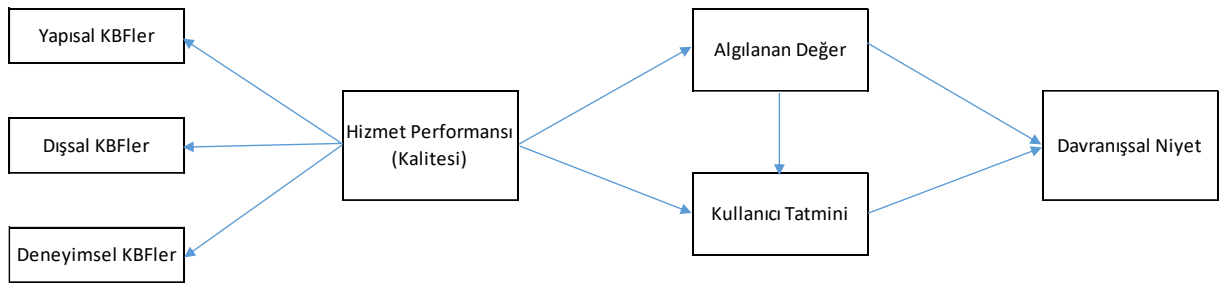 Yapısal KBFler
Dışsal KBFler
Deneyimsel KBFler
Hizmet Performansı
(Kalitesi)
Algılanan Değer
Kullanıcı Tatmini
Davranışsal Niyet